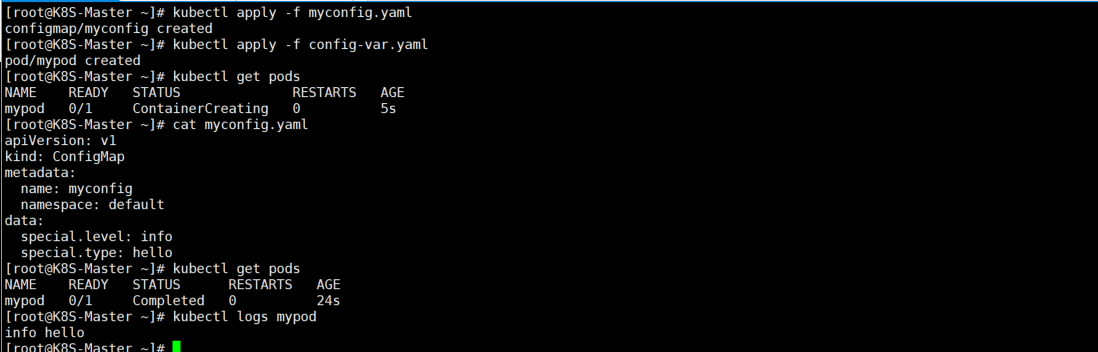 [root@K8S-Master ~]# kubectl apply -f myconfig.yaml
configmap/myconfig created
[root@K8S-Master ~]# kubectl apply -f config-var.yaml
pod/mypod created
[root@K8S-Master ~]# kubectl get pods
NAME    READY   STATUS              RESTARTS   AGE
mypod   0/1     ContainerCreating   0          5s
[root@K8S-Master ~]# cat myconfig.yaml
apiVersion: v1
kind: ConfigMap
metadata:
  name: myconfig
  namespace: default
data:
  special.level: info
  special.type: hello
[root@K8S-Master ~]# kubectl get pods
NAME    READY   STATUS      RESTARTS   AGE
mypod   0/1     Completed   0          24s
[root@K8S-Master ~]# kubectl logs mypod
info hello
[root@K8S-Master ~]#